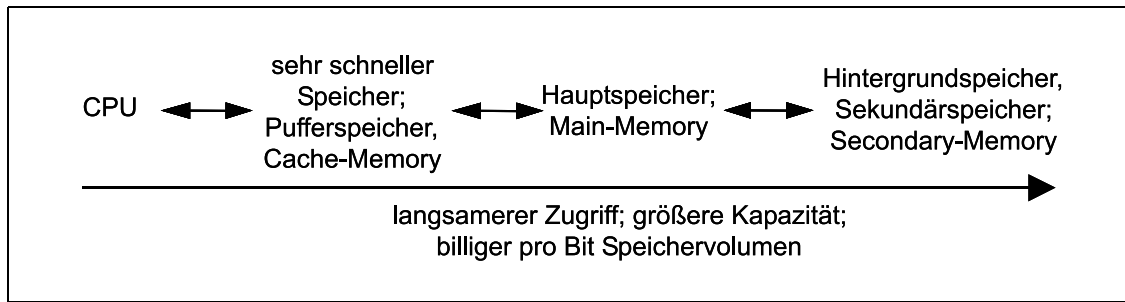 CPU
sehr schneller
Speicher;
Pufferspeicher,
Cache-Memory
Hauptspeicher;
Main-Memory
Hintergrundspeicher,
Sekundärspeicher;
Secondary-Memory
langsamerer Zugriff; größere Kapazität;
billiger pro Bit Speichervolumen